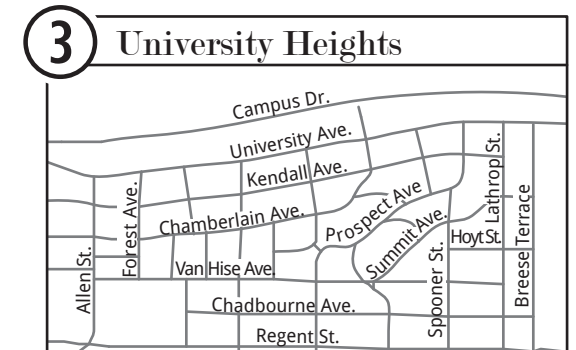 3
University Heights
Campus Dr.
University Ave.
Kendall Ave.
Chamberlain Ave.
Prospect Ave
Summit Ave.
Lathrop St.
Hoyt St.
Breese Terrace
Forest Ave.
Allen St.
Van Hise Ave.
Spooner St.
Chadbourne Ave.
Regent St.